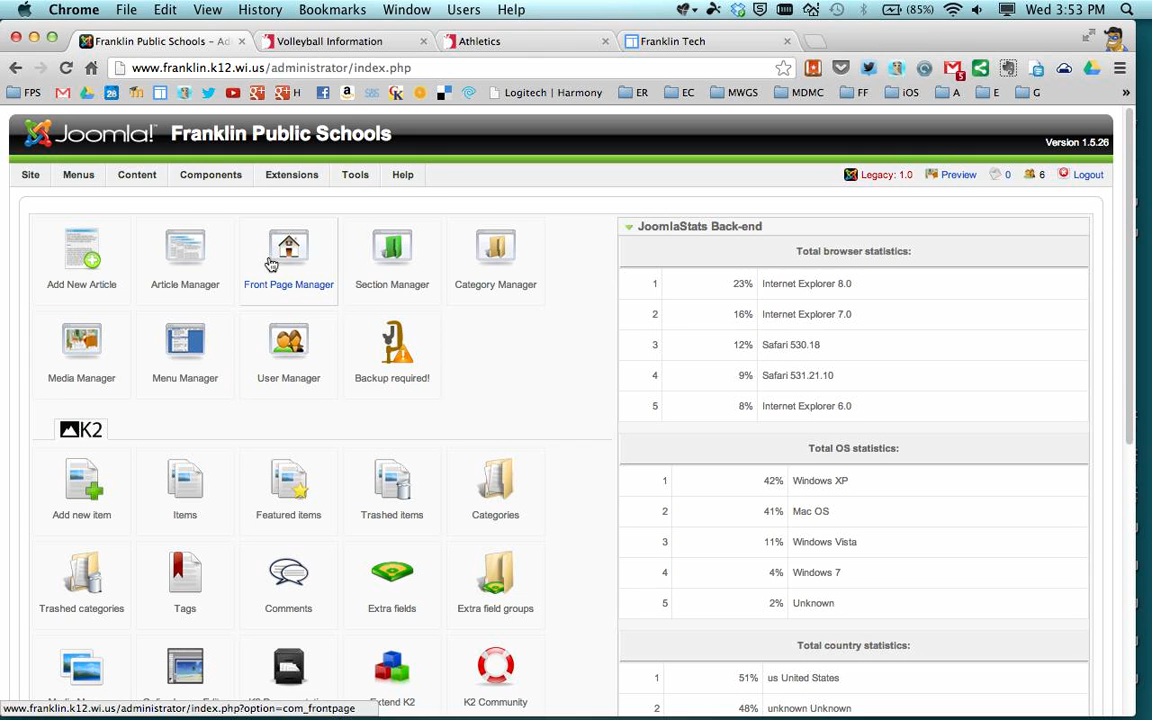 Chrome File Edit View History Bookmarks Window Users Help (85%) Wed 3:53 PM
Franklin Public Schools – Ad Volleyball Information Athletics Franklin Tech
www.franklin.k12.wi.us/administrator/index.php
FPS 28 H Logitech | Harmony ER EC MWGS MDMC FF iOS A E G »
Joomla! Franklin Public Schools
Version 1.5.26
Site Menus Content Components Extensions Tools Help Legacy: 1.0 Preview 0 6 Logout
Add New Article Article Manager Front Page Manager Section Manager Category Manager
Media Manager Menu Manager User Manager Backup required!
K2
Add new item Items Featured items Trashed items Categories
Trashed categories Tags Comments Extra fields Extra field groups
Extend K2 K2 Community
JoomlaStats Back-end
Total browser statistics:
1 23% Internet Explorer 8.0
2 16% Internet Explorer 7.0
3 12% Safari 530.18
4 9% Safari 531.21.10
5 8% Internet Explorer 6.0
Total OS statistics:
1 42% Windows XP
2 41% Mac OS
3 11% Windows Vista
4 4% Windows 7
5 2% Unknown
Total country statistics:
1 51% us United States
2 48% unknown Unknown
www.franklin.k12.wi.us/administrator/index.php?option=com_frontpage